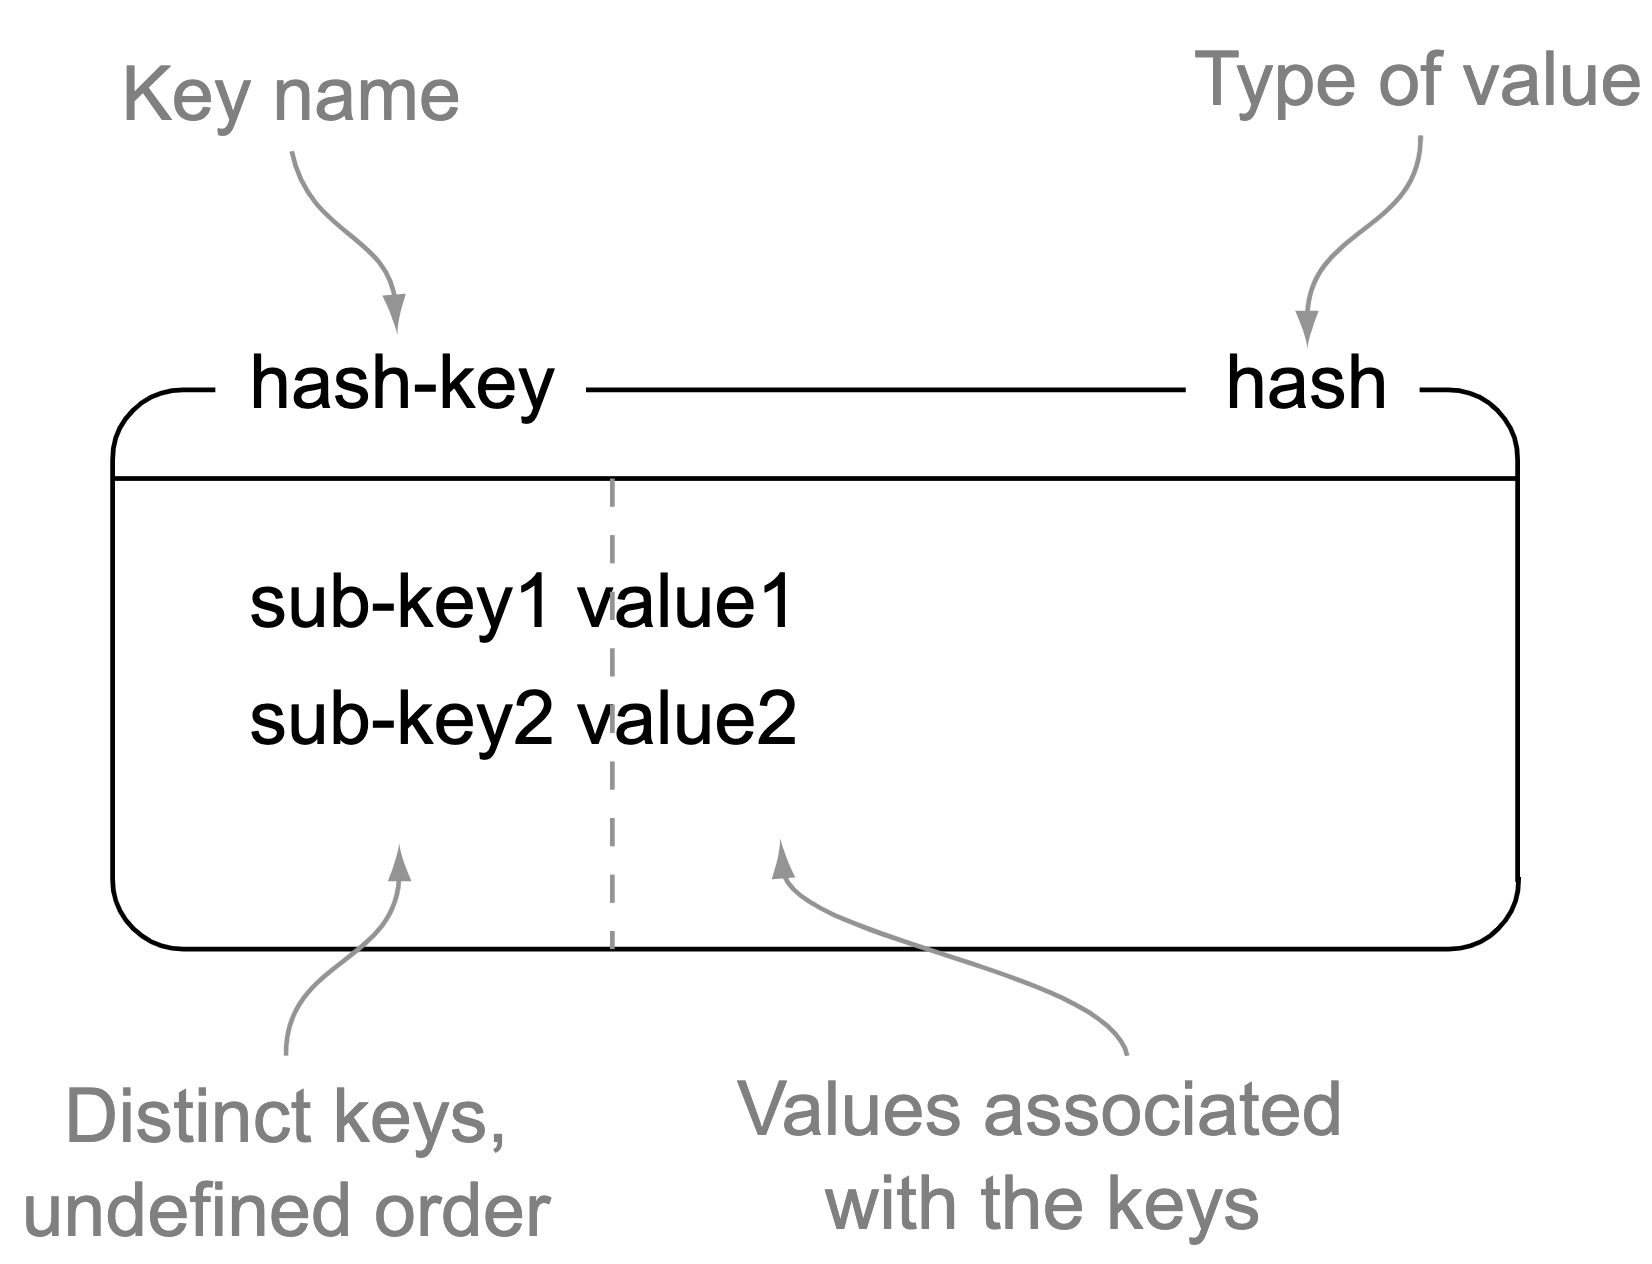 Key name
Type of value
hash-key
hash
sub-key1 value1
sub-key2 value2
Distinct keys,
undefined order
Values associated
with the keys